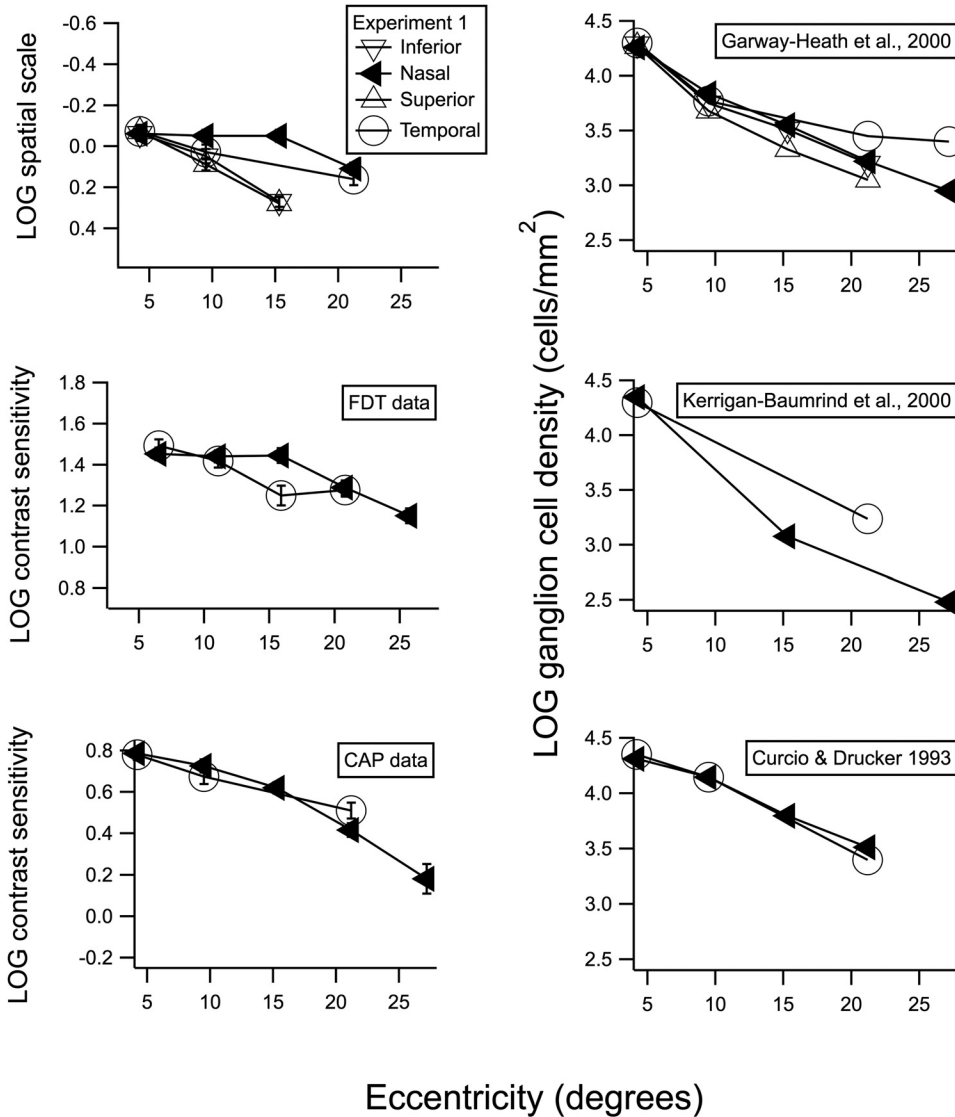 Experiment 1
Inferior
Nasal
Superior
Temporal
LOG spatial scale
-0.6
-0.4
-0.2
0.0
0.2
0.4
5 10 15 20 25
Garway-Heath et al., 2000
4.5
4.0
3.5
3.0
2.5
5 10 15 20 25
FDT data
LOG contrast sensitivity
1.8
1.6
1.4
1.2
1.0
0.8
5 10 15 20 25
Kerrigan-Baumrind et al., 2000
LOG ganglion cell density (cells/mm²)
4.5
4.0
3.5
3.0
2.5
5 10 15 20 25
CAP data
LOG contrast sensitivity
0.8
0.6
0.4
0.2
0.0
-0.2
5 10 15 20 25
Curcio & Drucker 1993
4.5
4.0
3.5
3.0
2.5
5 10 15 20 25
Eccentricity (degrees)